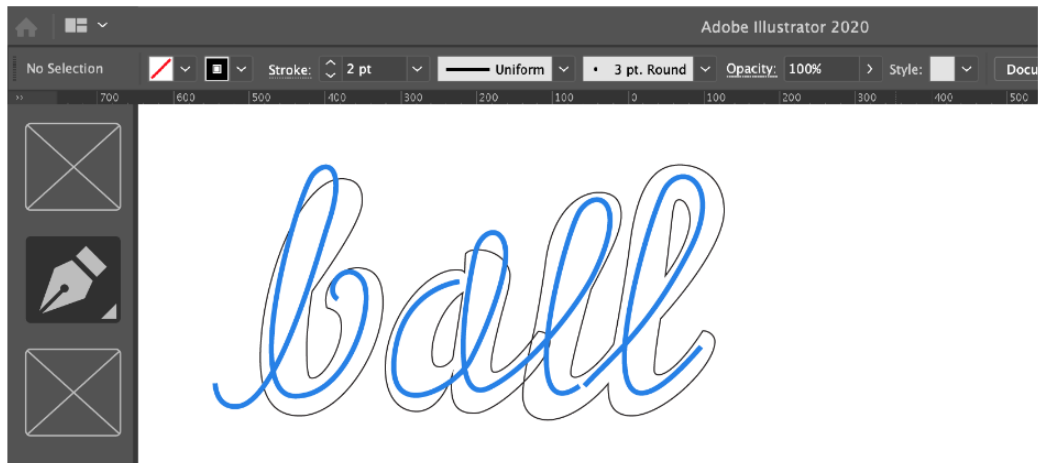 Adobe Illustrator 2020
No Selection Stroke: 2 pt Uniform • 3 pt. Round Opacity: 100% Style: Docu
700 600 500 400 300 200 100 0 100 200 300 400 500
ball